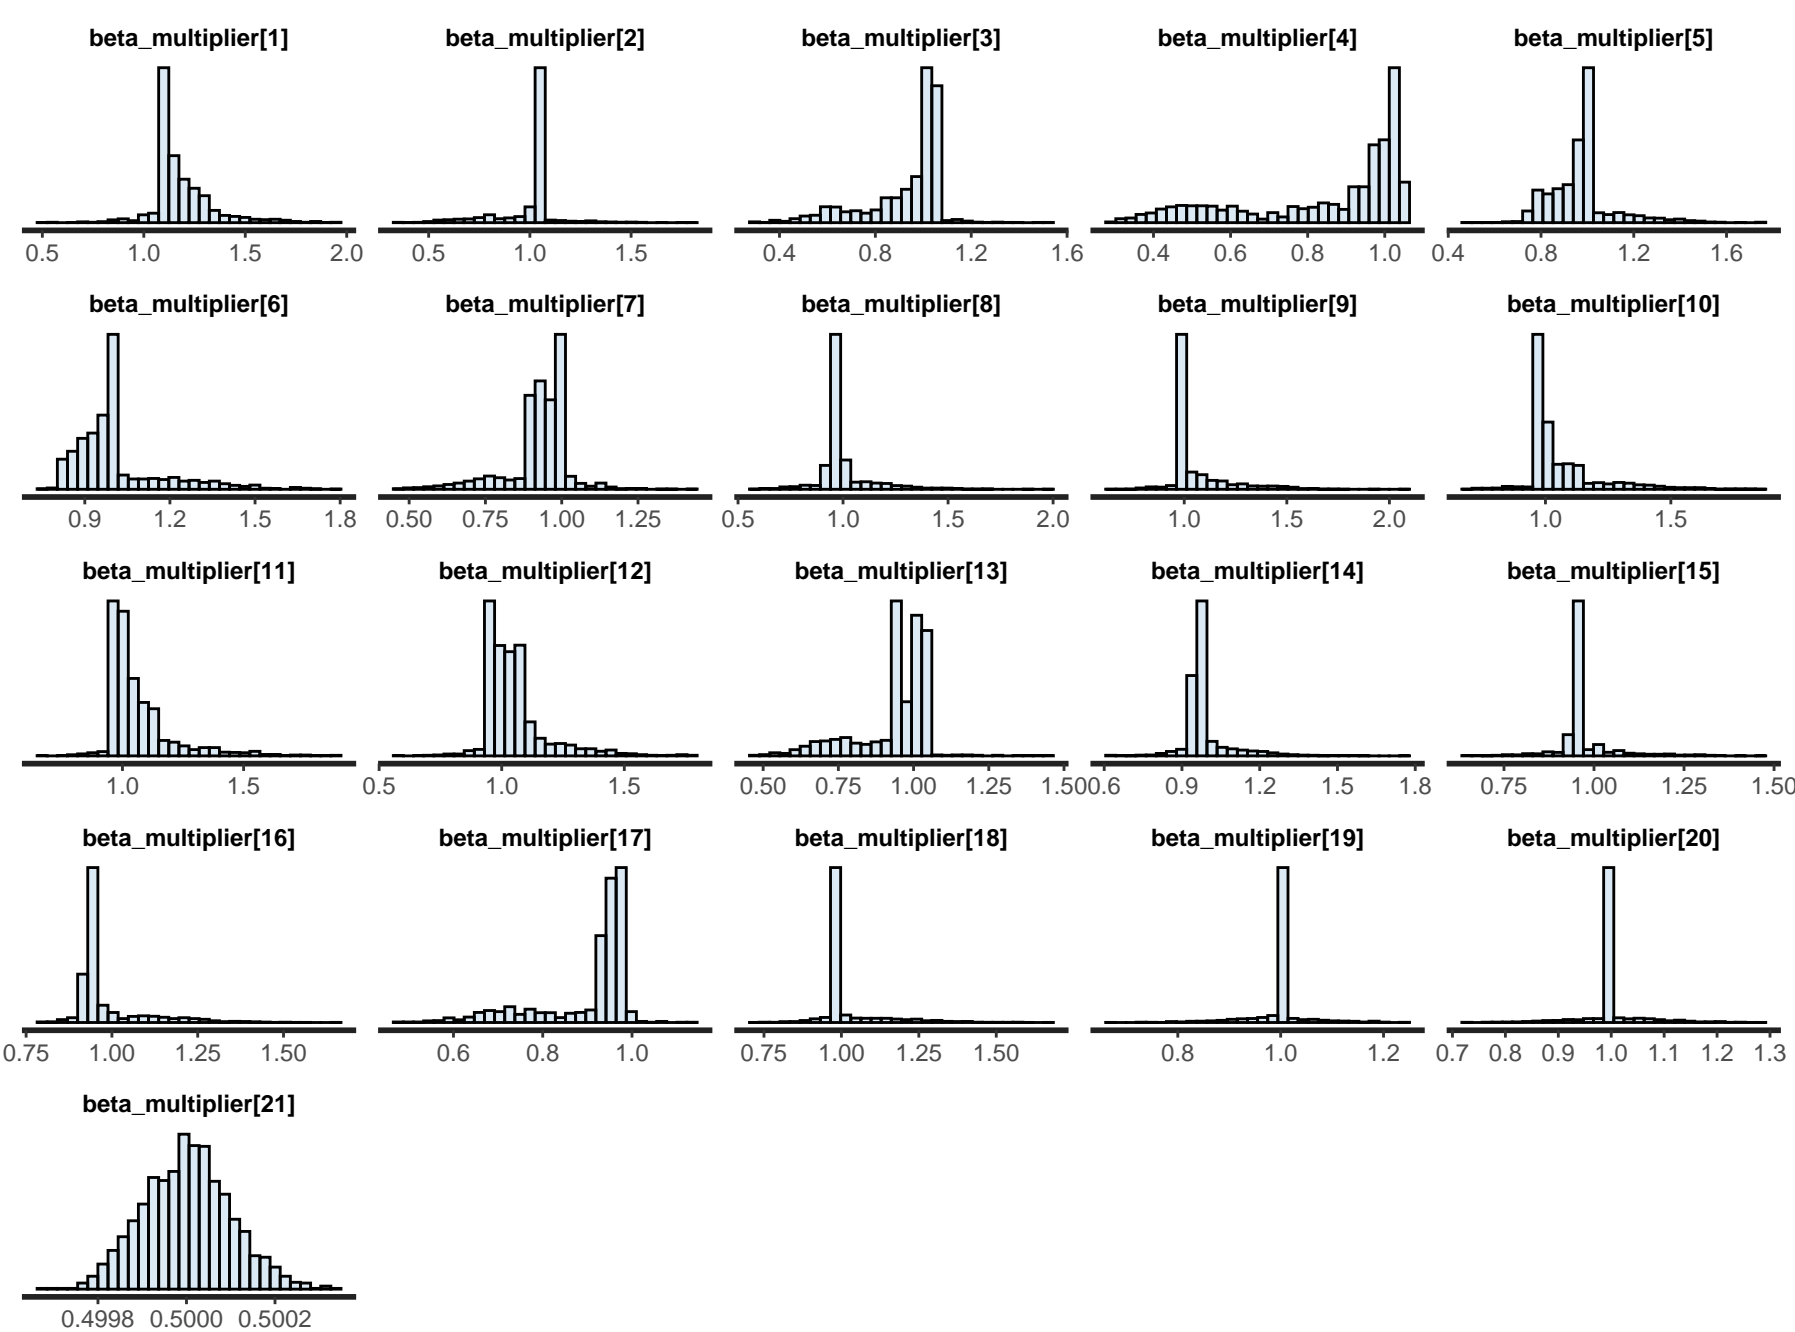 beta_multiplier[1] beta_multiplier[2] beta_multiplier[3] beta_multiplier[4] beta_multiplier[5]
0.5 1.0 1.5 2.0 0.5 1.0 1.5 0.4 0.8 1.2 1.6 0.4 0.6 0.8 1.0 0.4 0.8 1.2 1.6
beta_multiplier[6] beta_multiplier[7] beta_multiplier[8] beta_multiplier[9] beta_multiplier[10]
0.9 1.2 1.5 1.8 0.50 0.75 1.00 1.25 0.5 1.0 1.5 2.0 1.0 1.5 2.0 1.0 1.5
beta_multiplier[11] beta_multiplier[12] beta_multiplier[13] beta_multiplier[14] beta_multiplier[15]
1.0 1.5 0.5 1.0 1.5 0.50 0.75 1.00 1.25 1.50 0.6 0.9 1.2 1.5 1.8 0.75 1.00 1.25 1.50
beta_multiplier[16] beta_multiplier[17] beta_multiplier[18] beta_multiplier[19] beta_multiplier[20]
0.75 1.00 1.25 1.50 0.6 0.8 1.0 0.75 1.00 1.25 1.50 0.8 1.0 1.2 0.7 0.8 0.9 1.0 1.1 1.2 1.3
beta_multiplier[21]
0.4998 0.5000 0.5002